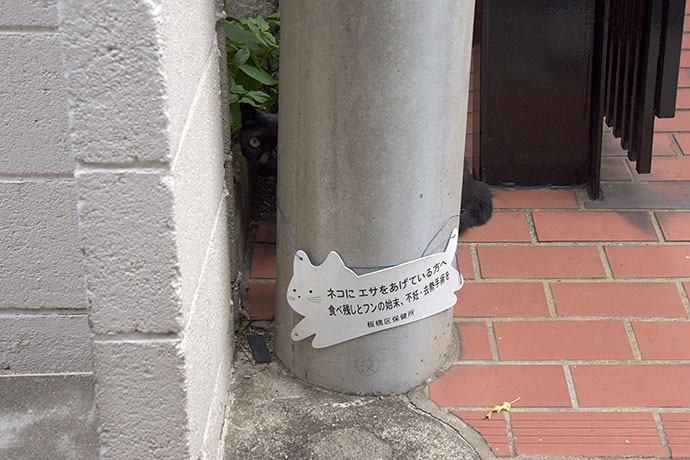 ネコに エサをあげている方へ
食べ残しとフンの始末、不妊・去勢手術を
板橋区保健所